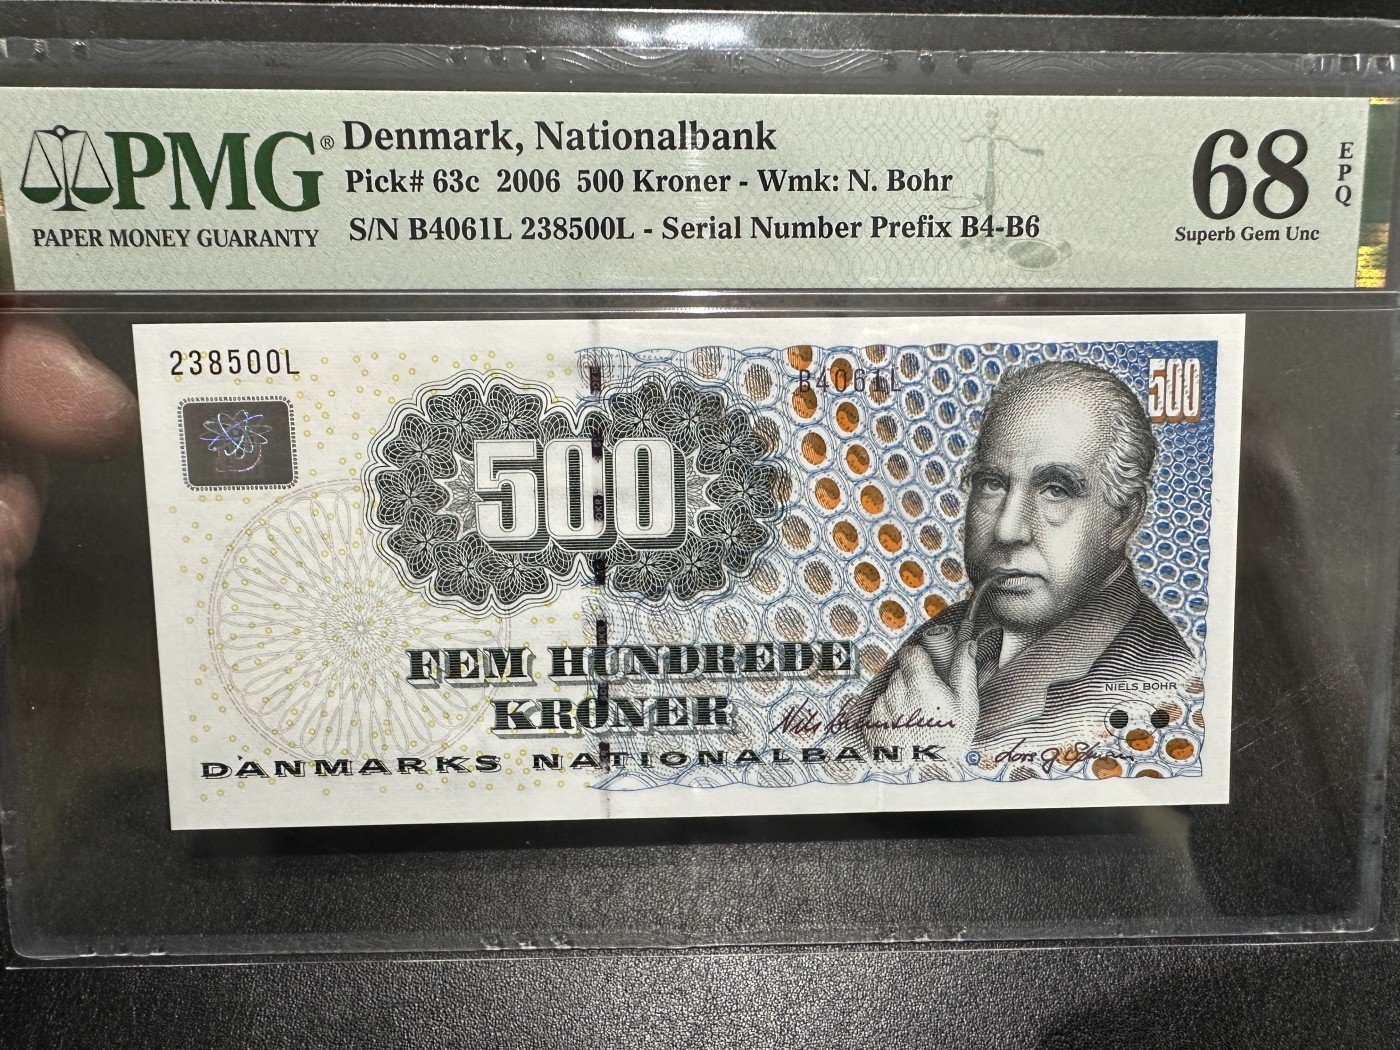 PMG®
PAPER MONEY GUARANTY
Denmark, Nationalbank
Pick# 63c 2006 500 Kroner - Wmk: N. Bohr
S/N B4061L 238500L - Serial Number Prefix B4-B6
68
EPQ
Superb Gem Unc
238500L
B4061L
500
500
FEM HUNDREDE
KRONER
NIELS BOHR
DANMARKS NATIONALBANK
©